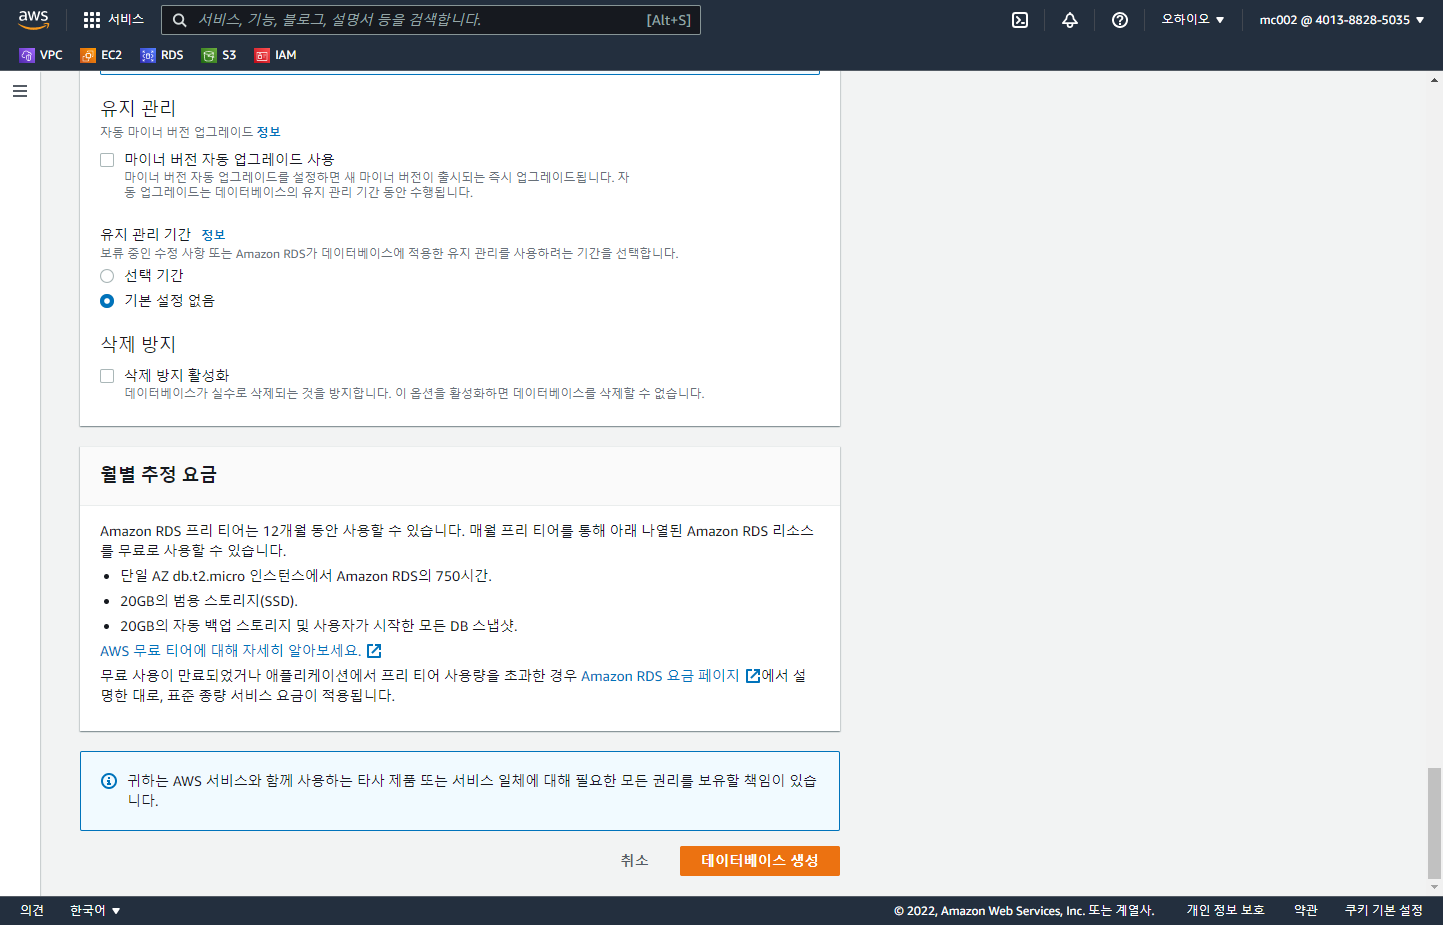 aws
서비스
서비스, 기능, 블로그, 설명서 등을 검색합니다.
[Alt+S]
오하이오 ▼
mc002 @ 4013-8828-5035 ▼
VPC
EC2
RDS
S3
IAM
유지 관리
자동 마이너 버전 업그레이드 정보
마이너 버전 자동 업그레이드 사용
마이너 버전 자동 업그레이드를 설정하면 새 마이너 버전이 출시되는 즉시 업그레이드됩니다. 자
동 업그레이드는 데이터베이스의 유지 관리 기간 동안 수행됩니다.
유지 관리 기간 정보
보류 중인 수정 사항 또는 Amazon RDS가 데이터베이스에 적용한 유지 관리를 사용하려는 기간을 선택합니다.
선택 기간
기본 설정 없음
삭제 방지
삭제 방지 활성화
데이터베이스가 실수로 삭제되는 것을 방지합니다. 이 옵션을 활성화하면 데이터베이스를 삭제할 수 없습니다.
월별 추정 요금
Amazon RDS 프리 티어는 12개월 동안 사용할 수 있습니다. 매월 프리 티어를 통해 아래 나열된 Amazon RDS 리소스
를 무료로 사용할 수 있습니다.
• 단일 AZ db.t2.micro 인스턴스에서 Amazon RDS의 750시간.
• 20GB의 범용 스토리지(SSD).
• 20GB의 자동 백업 스토리지 및 사용자가 시작한 모든 DB 스냅샷.
AWS 무료 티어에 대해 자세히 알아보세요.
무료 사용이 만료되었거나 애플리케이션에서 프리 티어 사용량을 초과한 경우 Amazon RDS 요금 페이지 에서 설
명한 대로, 표준 종량 서비스 요금이 적용됩니다.
귀하는 AWS 서비스와 함께 사용하는 타사 제품 또는 서비스 일체에 대해 필요한 모든 권리를 보유할 책임이 있습
니다.
취소
데이터베이스 생성
의견
한국어 ▼
© 2022, Amazon Web Services, Inc. 또는 계열사.
개인 정보 보호
약관
쿠키 기본 설정